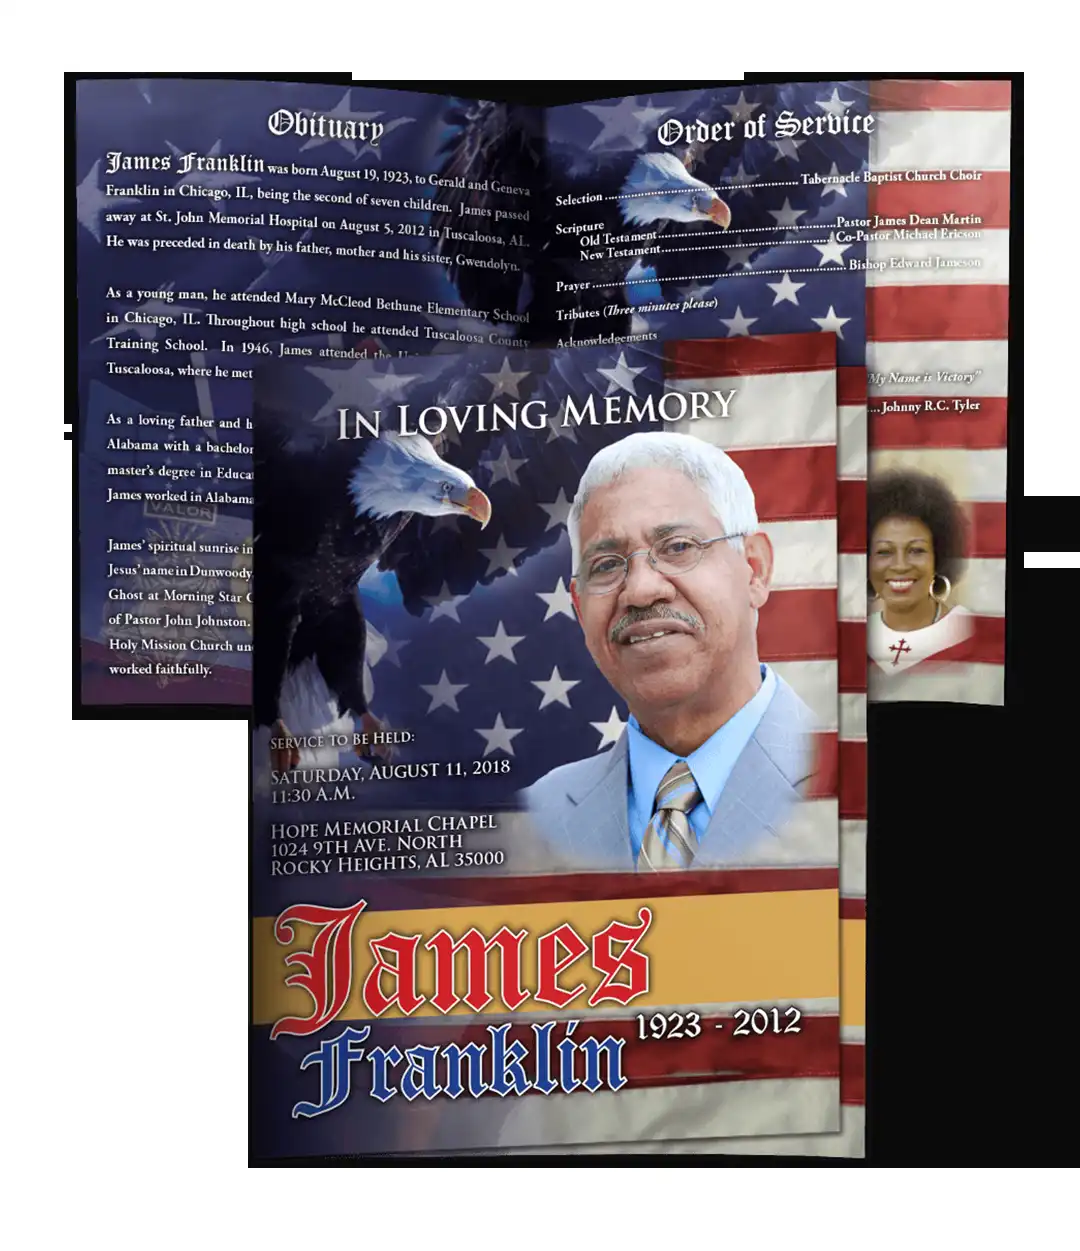 Obituary
James Franklin was born August 19, 1923, to Gerald and Geneva
Franklin in Chicago, IL, being the second of seven children. James passed
away at St. John Memorial Hospital on August 5, 2012 in Tuscaloosa, AL.
He was preceded in death by his father, mother and his sister, Gwendolyn.
As a young man, he attended Mary McCleod Bethune Elementary School
in Chicago, IL. Throughout high school he attended Tuscaloosa County
Training School. In 1946, James attended the
Tuscaloosa, where he met
As a loving father and h
Alabama with a bachelor
master's degree in Educa
James worked in Alabama
VALOR
James' spiritual sunrise in
Jesus' name in Dunwoody
Ghost at Morning Star
of Pastor John Johnston.
Holy Mission Church un
worked faithfully.
Order of Service
Selection ........ Tabernacle Baptist Church Choir
Scripture
Old Testament ........ Pastor James Dean Martin
New Testament ........ Co-Pastor Michael Ericson
Prayer ........ Bishop Edward Jameson
Tributes (Three minutes please)
Acknowledgements
"My Name is Victory"
.... Johnny R.C. Tyler
In Loving Memory
SERVICE TO BE HELD:
SATURDAY, AUGUST 11, 2018
11:30 A.M.
HOPE MEMORIAL CHAPEL
1024 9TH AVE. NORTH
ROCKY HEIGHTS, AL 35000
James
Franklin
1923 - 2012